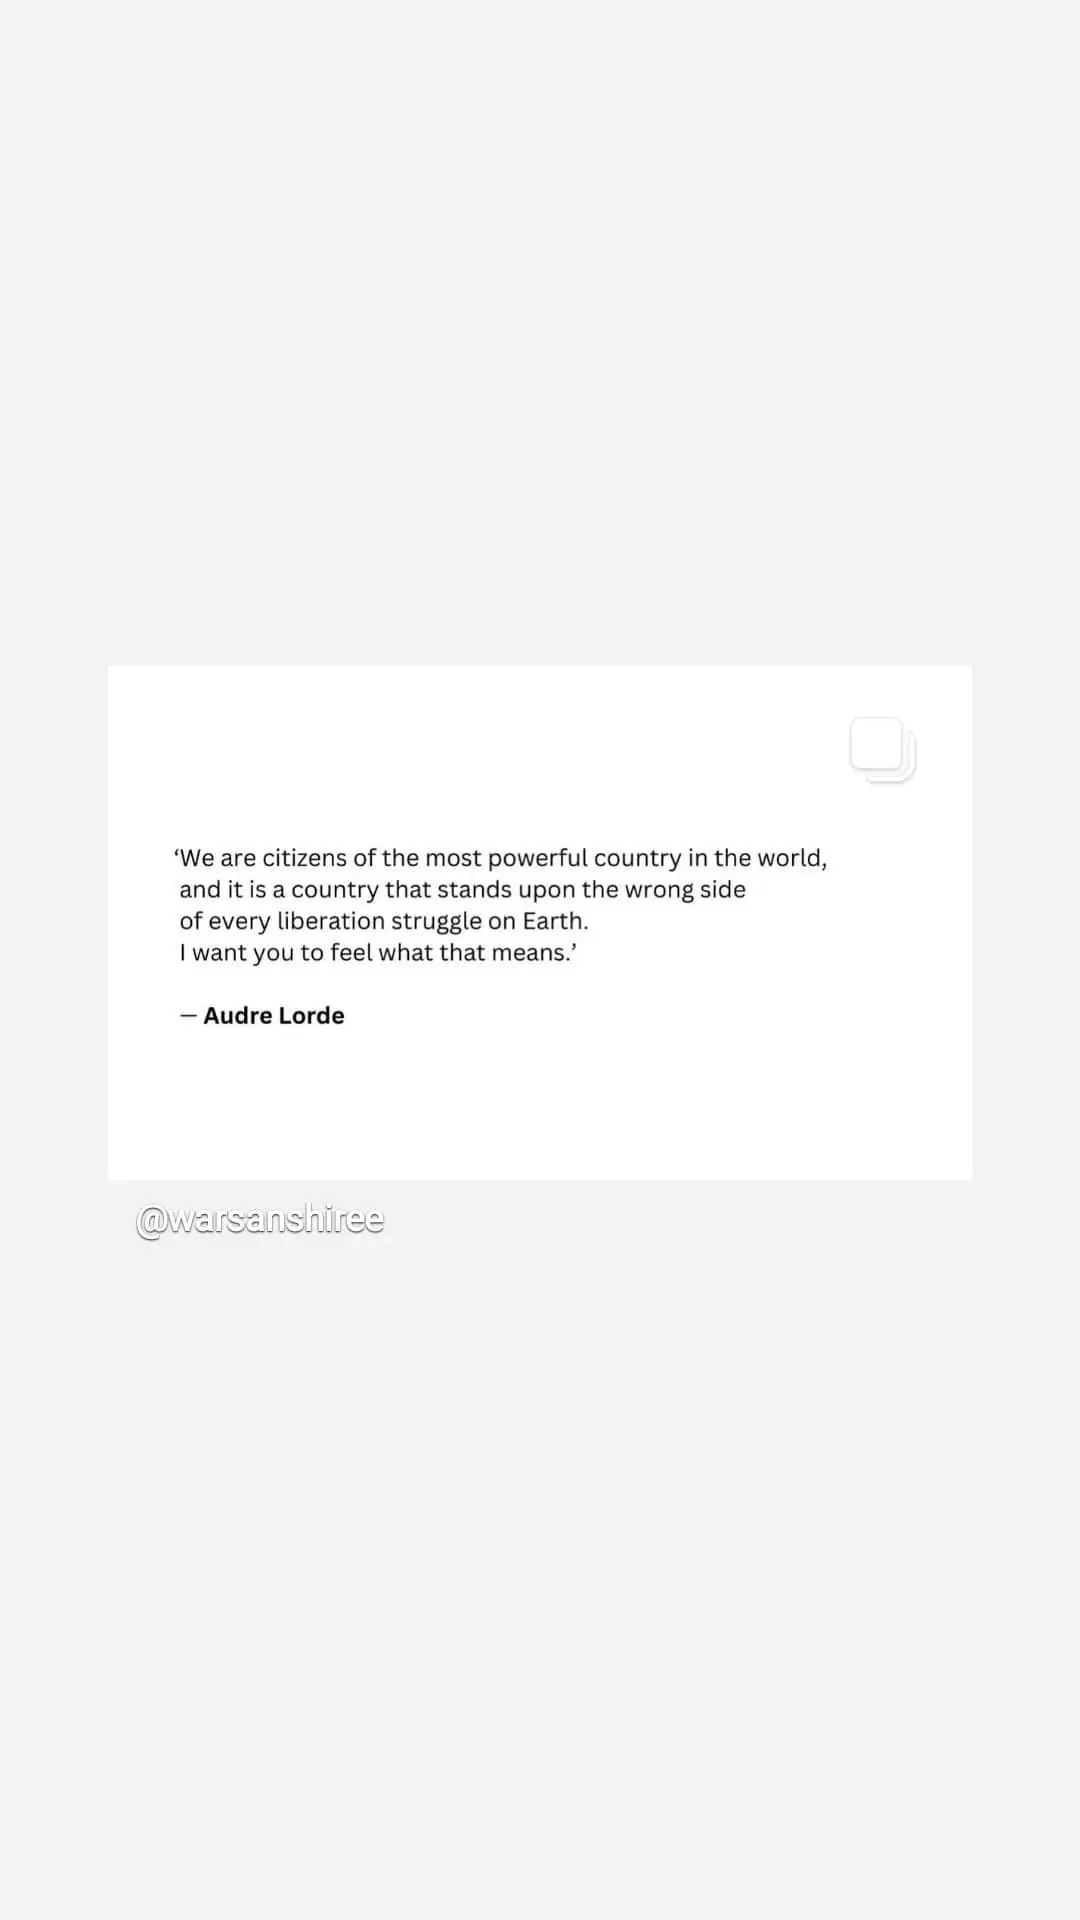 ‘We are citizens of the most powerful country in the world,
and it is a country that stands upon the wrong side
of every liberation struggle on Earth.
I want you to feel what that means.’
— Audre Lorde
@warsanshiree